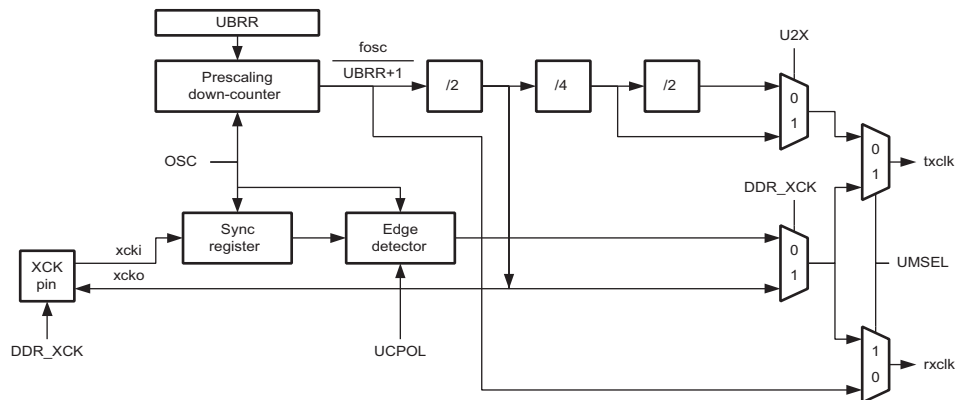 UBRR
U2X
fosc
UBRR+1
Prescaling
down-counter
/2
/4
/2
0
1
OSC
0
1
txclk
DDR_XCK
xcki
Sync
register
Edge
detector
0
1
XCK
pin
xcko
UMSEL
DDR_XCK
UCPOL
1
0
rxclk